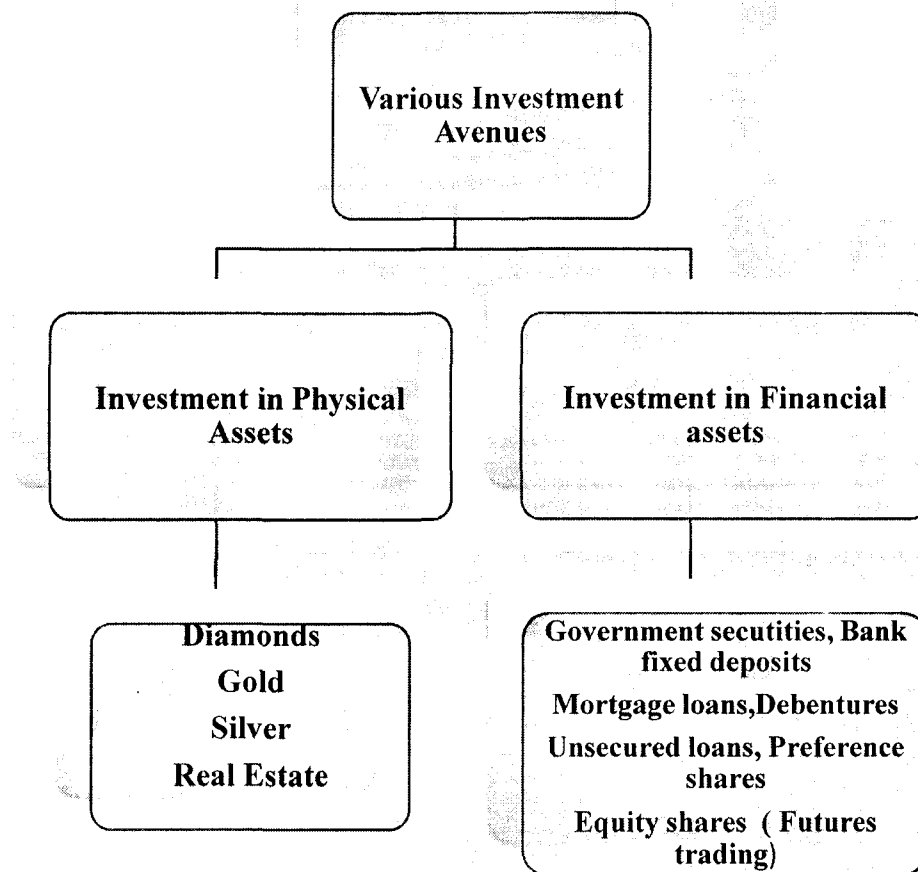 Various Investment
Avenues
Investment in Physical
Assets
Investment in Financial
assets
Diamonds
Gold
Silver
Real Estate
Government secutities, Bank
fixed deposits
Mortgage loans,Debentures
Unsecured loans, Preference
shares
Equity shares ( Futures
trading)